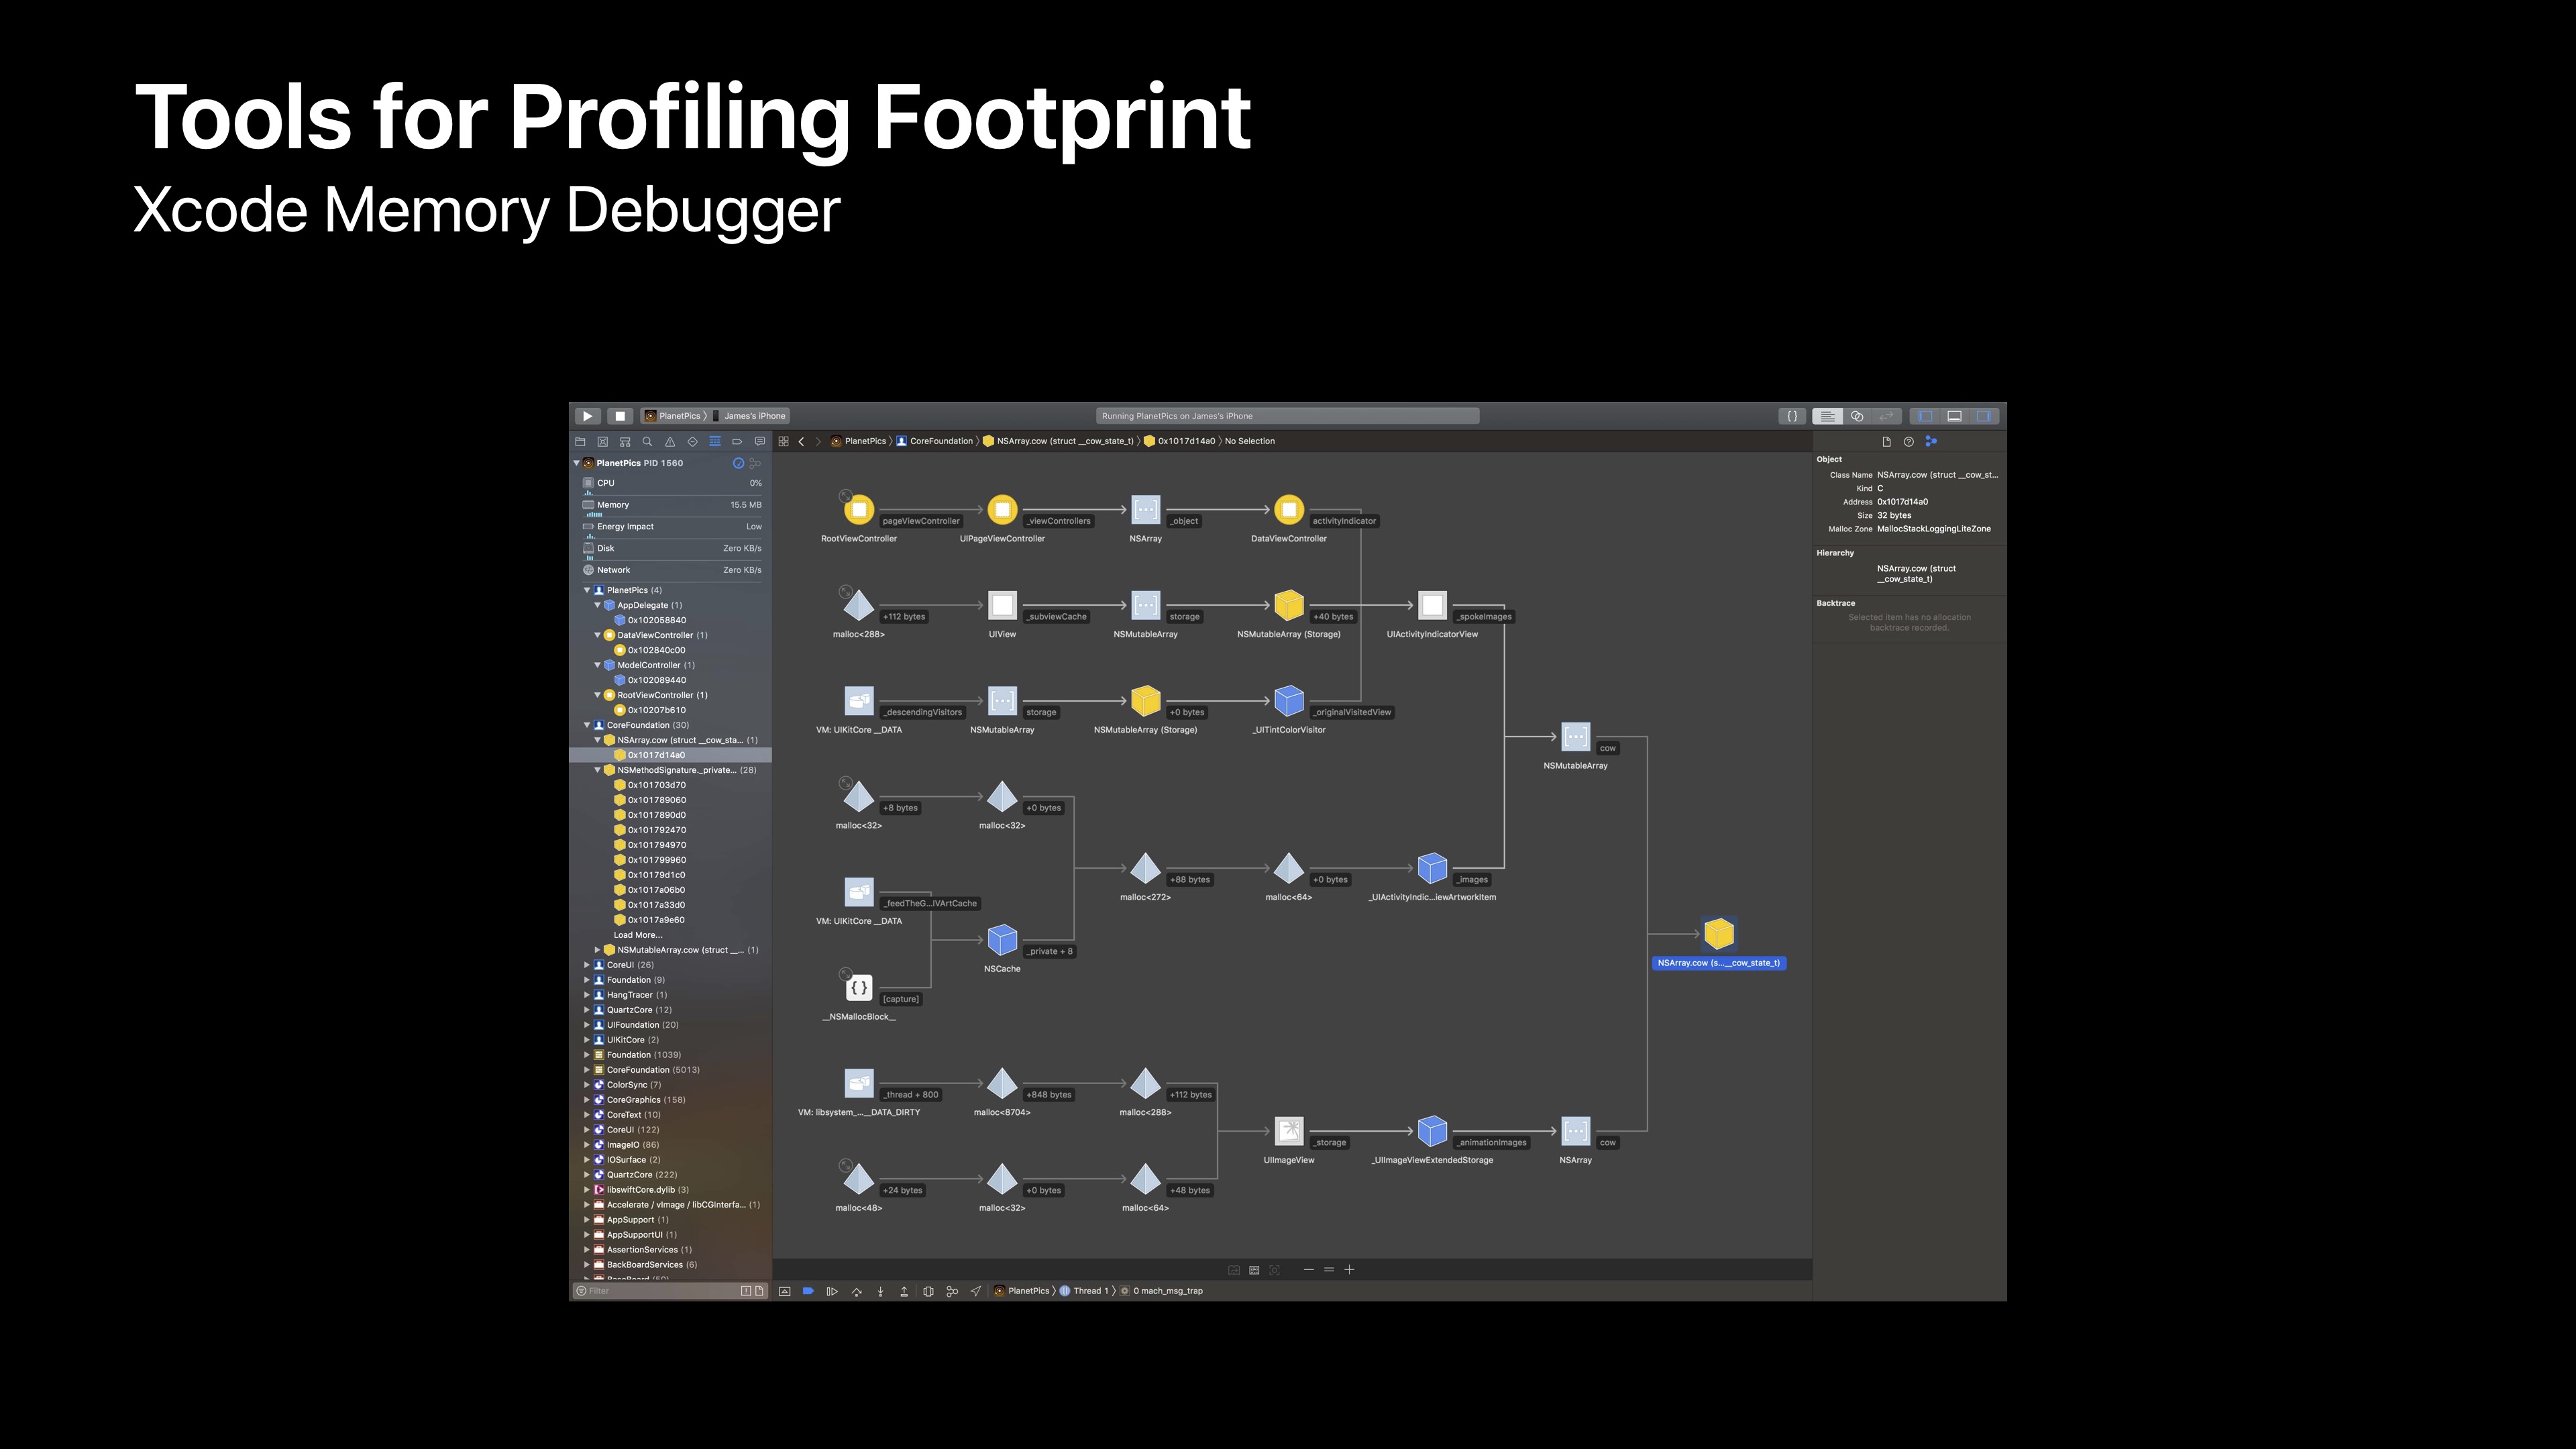 Tools for Profiling Footprint
Xcode Memory Debugger
PlanetPics 〉 James's iPhone
Running PlanetPics on James's iPhone
{ }
PlanetPics 〉 CoreFoundation 〉 NSArray.cow (struct __cow_state_t) 〉 0x1017d14a0 〉 No Selection
PlanetPics PID 1560
CPU 0%
Memory 15.5 MB
Energy Impact Low
Disk Zero KB/s
Network Zero KB/s
PlanetPics (4)
AppDelegate (1)
0x102058840
DataViewController (1)
0x102840c00
ModelController (1)
0x102089440
RootViewController (1)
0x10207b610
CoreFoundation (30)
NSArray.cow (struct __cow_sta... (1)
0x1017d14a0
NSMethodSignature._private... (28)
0x101703d70
0x101789060
0x1017890d0
0x101792470
0x101794970
0x101799960
0x10179d1c0
0x1017a06b0
0x1017a33d0
0x1017a9e60
Load More...
NSMutableArray.cow (struct __... (1)
CoreUI (26)
Foundation (9)
HangTracer (1)
QuartzCore (12)
UIFoundation (20)
UIKitCore (2)
Foundation (1039)
CoreFoundation (5013)
ColorSync (7)
CoreGraphics (158)
CoreText (10)
CoreUI (122)
ImageIO (86)
IOSurface (2)
QuartzCore (222)
libswiftCore.dylib (3)
Accelerate / vImage / libCGInterfa... (1)
AppSupport (1)
AppSupportUI (1)
AssertionServices (1)
BackBoardServices (6)
Filter
pageViewController _viewControllers _object activityIndicator
RootViewController UIPageViewController NSArray DataViewController
+112 bytes _subviewCache storage +40 bytes _spokeImages
malloc<288> UIView NSMutableArray NSMutableArray (Storage) UIActivityIndicatorView
_descendingVisitors storage +0 bytes _originalVisitedView
VM: UIKitCore __DATA NSMutableArray NSMutableArray (Storage) _UITintColorVisitor
cow
NSMutableArray
+8 bytes +0 bytes
malloc<32> malloc<32>
+88 bytes +0 bytes _images
malloc<272> malloc<64> _UIActivityIndic...iewArtworkItem
_feedTheG...IVArtCache
VM: UIKitCore __DATA
_private + 8
NSCache
NSArray.cow (s...__cow_state_t)
{ } [capture]
__NSMallocBlock__
_thread + 800 +848 bytes +112 bytes
VM: libsystem_...__DATA_DIRTY malloc<8704> malloc<288>
_storage _animationImages cow
UIImageView _UIImageViewExtendedStorage NSArray
+24 bytes +0 bytes +48 bytes
malloc<48> malloc<32> malloc<64>
PlanetPics 〉 Thread 1 〉 0 mach_msg_trap
Object
Class Name NSArray.cow (struct __cow_st...
Kind C
Address 0x1017d14a0
Size 32 bytes
Malloc Zone MallocStackLoggingLiteZone
Hierarchy
NSArray.cow (struct
__cow_state_t)
Backtrace
Selected item has no allocation
backtrace recorded.